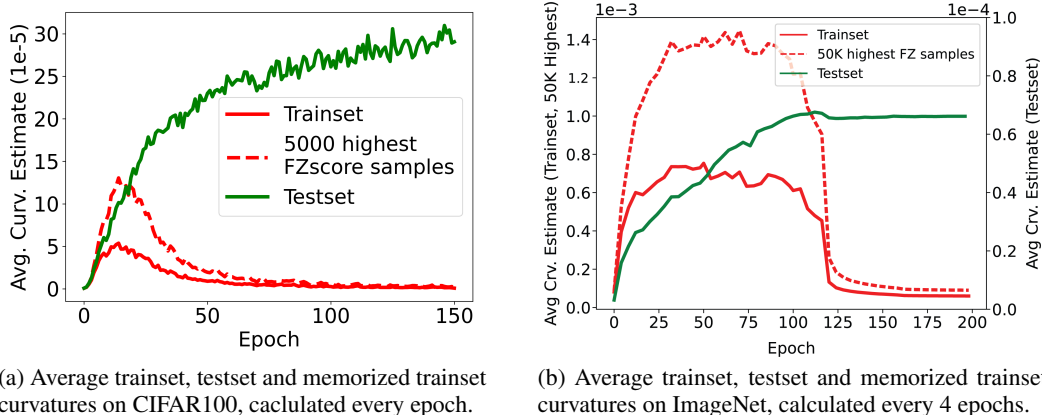 30
25
20
15
10
5
0
Avg. Curv. Estimate (1e-5)
Trainset
5000 highest
FZscore samples
Testset
0
50
100
150
Epoch
(a) Average trainset, testset and memorized trainset
curvatures on CIFAR100, caclulated every epoch.
1e−3
1e−4
1.4
1.2
1.0
0.8
0.6
0.4
0.2
0.0
Avg Crv. Estimate (Trainset, 50K Highest)
Trainset
50K highest FZ samples
Testset
1.0
0.8
0.6
0.4
0.2
0.0
Avg Crv. Estimate (Testset)
0
25
50
75
100
125
150
175
200
Epoch
(b) Average trainset, testset and memorized trainset
curvatures on ImageNet, calculated every 4 epochs.